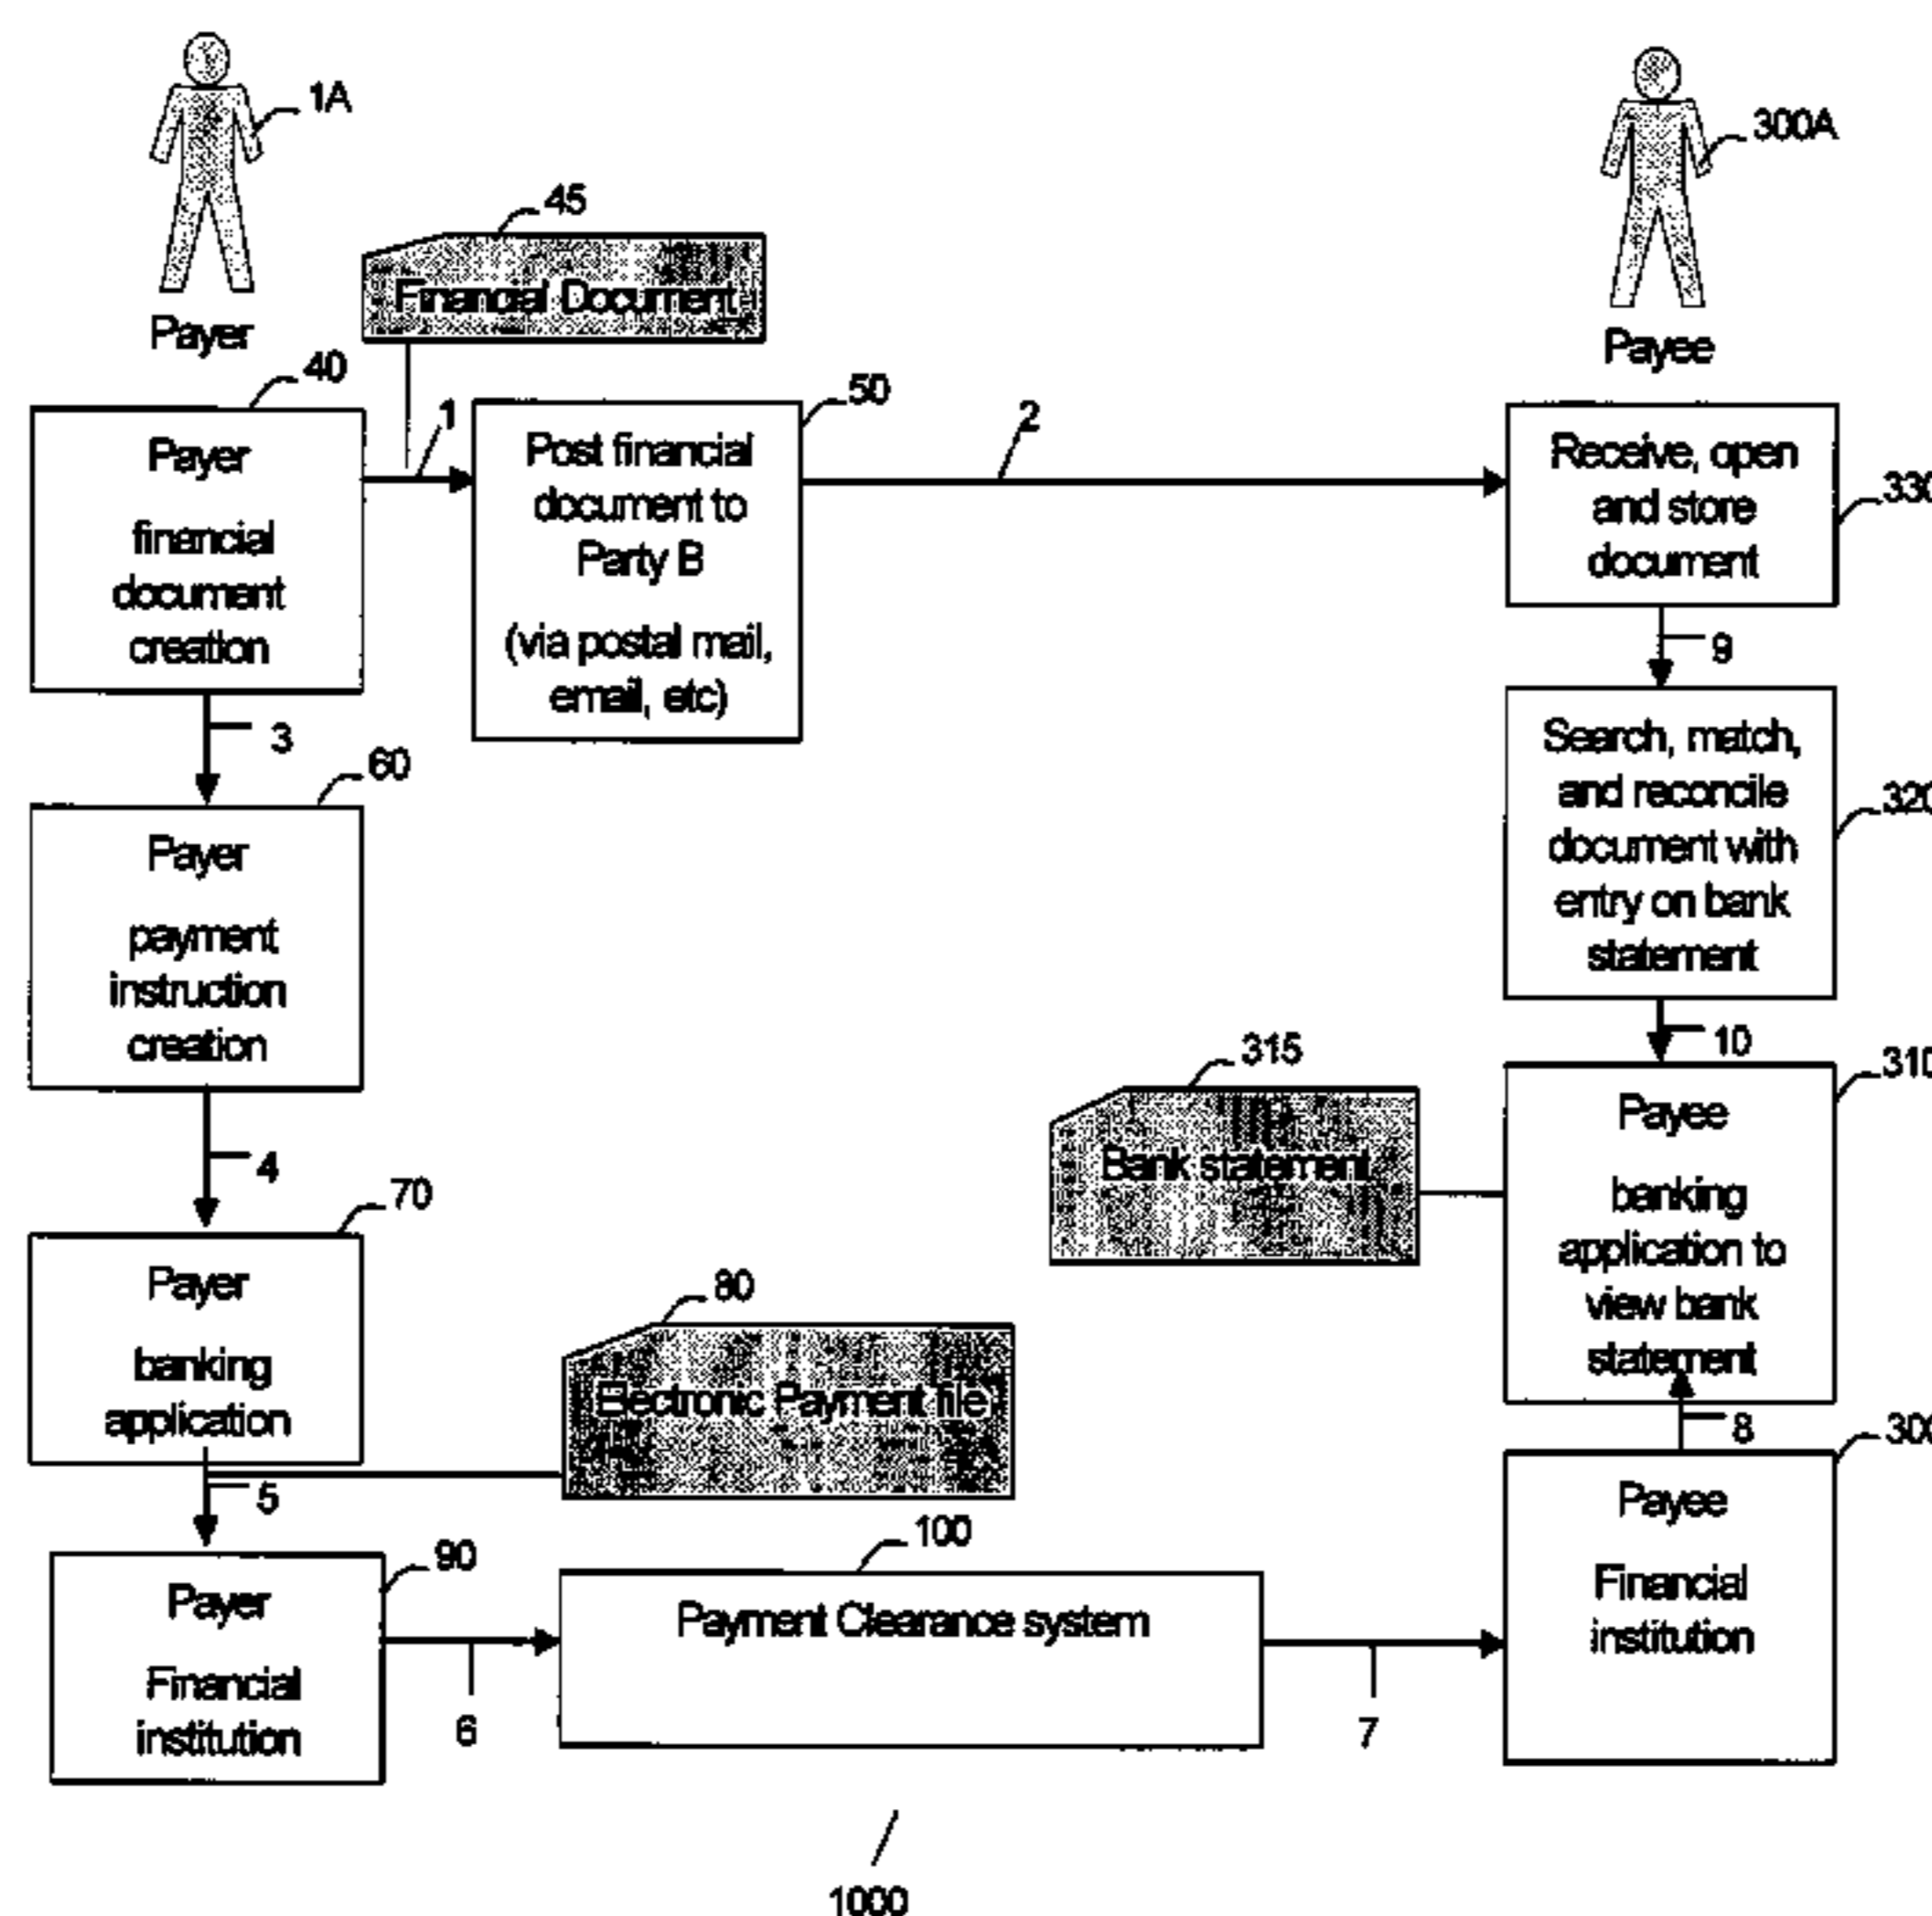 1A
Payer
300A
Payee
45
Financial Document
40
Payer
financial
document
creation
1
50
Post financial
document to
Party B
(via postal mail,
email, etc)
2
Receive, open
and store
document
330
3
9
60
Payer
payment
instruction
creation
Search, match,
and reconcile
document with
entry on bank
statement
320
4
10
70
Payer
banking
application
315
Bank statement
310
Payee
banking
application to
view bank
statement
80
Electronic Payment file
5
8
300
90
Payer
Financial
institution
6
100
Payment Clearance system
7
Payee
Financial
institution
1000